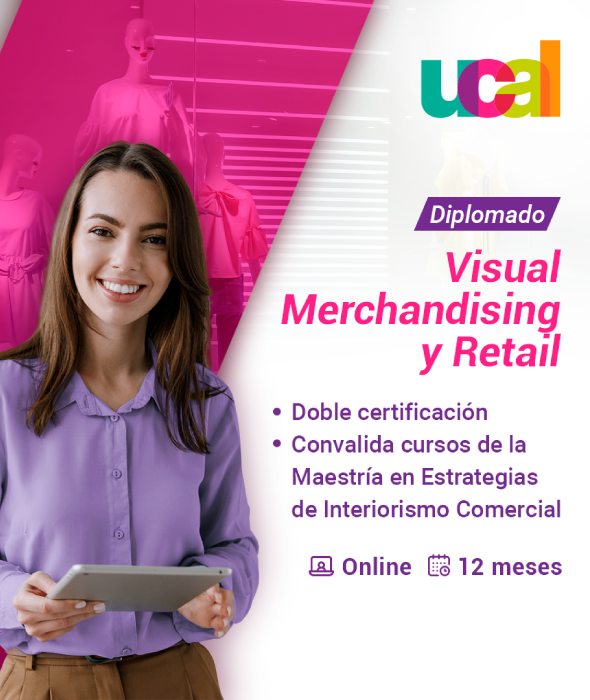 ucal
Diplomado
Visual
Merchandising
y Retail
• Doble certificación
• Convalida cursos de la
Maestría en Estrategias
de Interiorismo Comercial
Online 12 meses